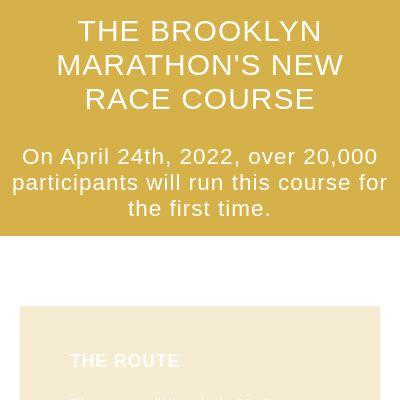 THE BROOKLYN
MARATHON'S NEW
RACE COURSE
On April 24th, 2022, over 20,000
participants will run this course for
the first time.
THE ROUTE